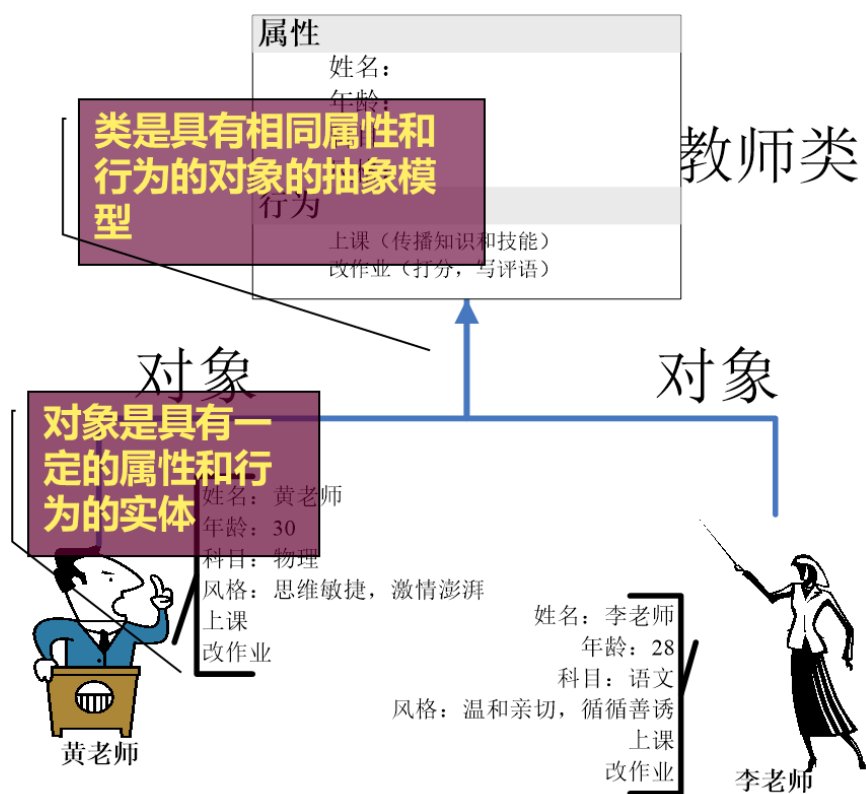 属性
姓名：
年龄：
类是具有相同属性和
行为的对象的抽象模
型
教师类
行为
上课（传播知识和技能）
改作业（打分，写评语）
对象
对象
对象是具有一
定的属性和行
为的实体
姓名：黄老师
年龄：30
科目：物理
风格：思维敏捷，激情澎湃
上课
改作业
黄老师
姓名：李老师
年龄：28
科目：语文
风格：温和亲切，循循善诱
上课
改作业
李老师